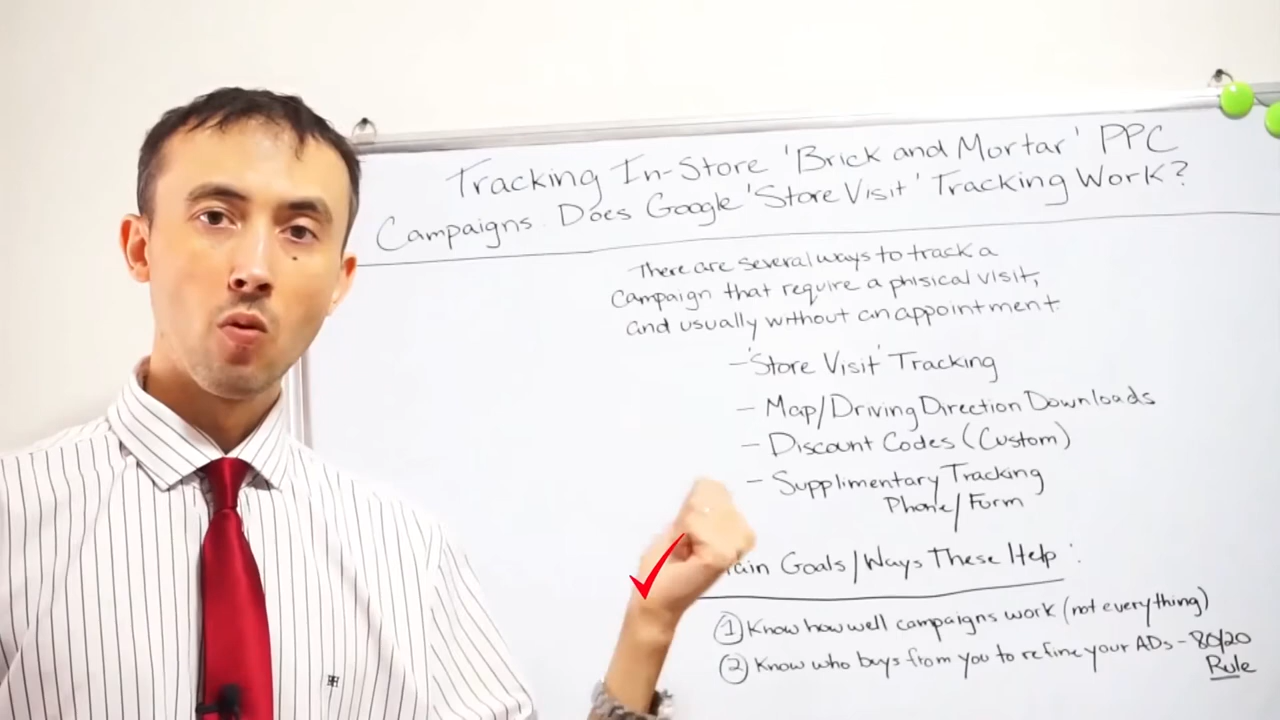 Tracking In-Store 'Brick and Mortar' PPC
Campaigns. Does Google 'Store Visit' Tracking Work?
There are several ways to track a
campaign that require a phisical visit,
and usually without an appointment.
- 'Store Visit' Tracking
- Map/Driving Direction Downloads
- Discount Codes (Custom)
- Supplimentary Tracking
Phone/Form
Goals/Ways These Help:
① Know how well campaigns work (not everything)
② Know who buys from you to refine your ADs - 80/20
Rule